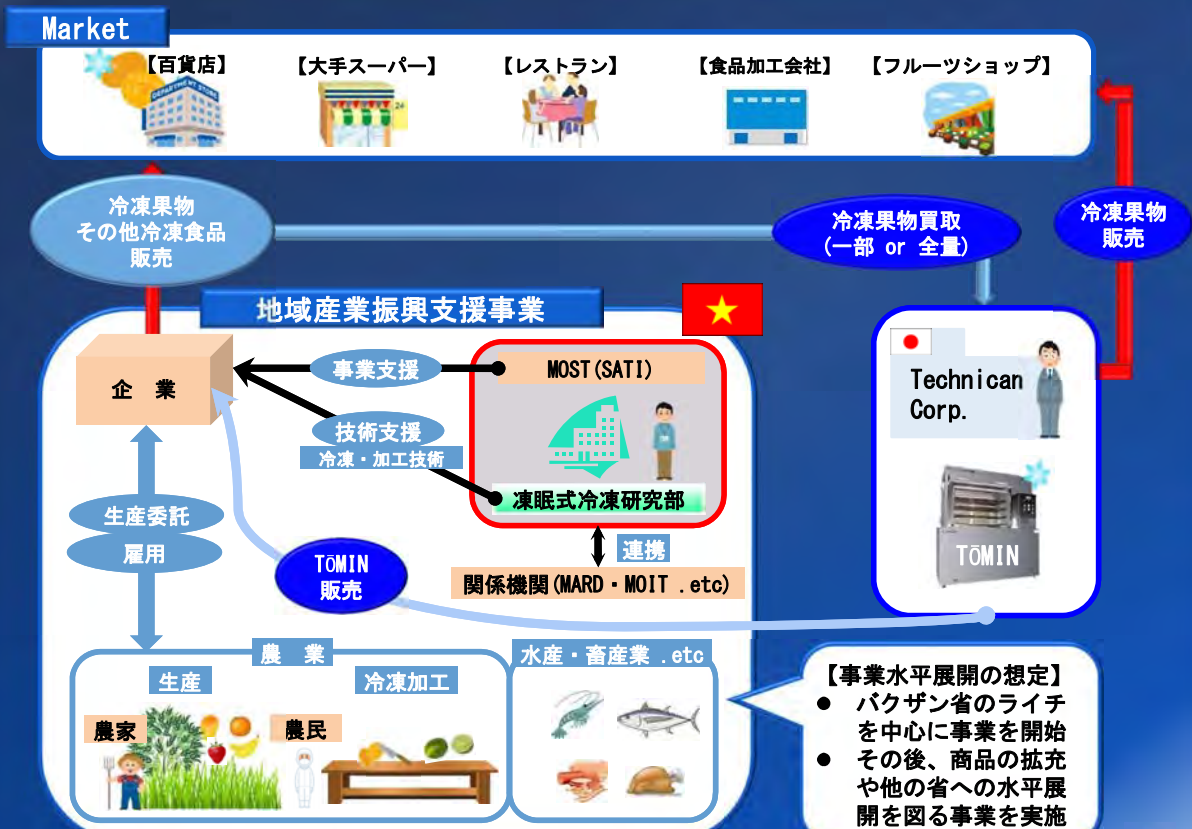 Market
【百貨店】
【大手スーパー】
【レストラン】
【食品加工会社】
【フルーツショップ】
DEPARTMENT STORE
24
冷凍果物
その他冷凍食品
販売
冷凍果物買取
(一部 or 全量)
冷凍果物
販売
地域産業振興支援事業
企 業
事業支援
MOST(SATI)
技術支援
冷凍・加工技術
凍眠式冷凍研究部
連携
関係機関(MARD・MOIT .etc)
Technican
Corp.
TŌMIN
生産委託
雇用
TŌMIN
販売
農 業
生産
冷凍加工
農家
農民
水産・畜産業 .etc
【事業水平展開の想定】
● バクザン省のライチ
を中心に事業を開始
● その後、商品の拡充
や他の省への水平展
開を図る事業を実施